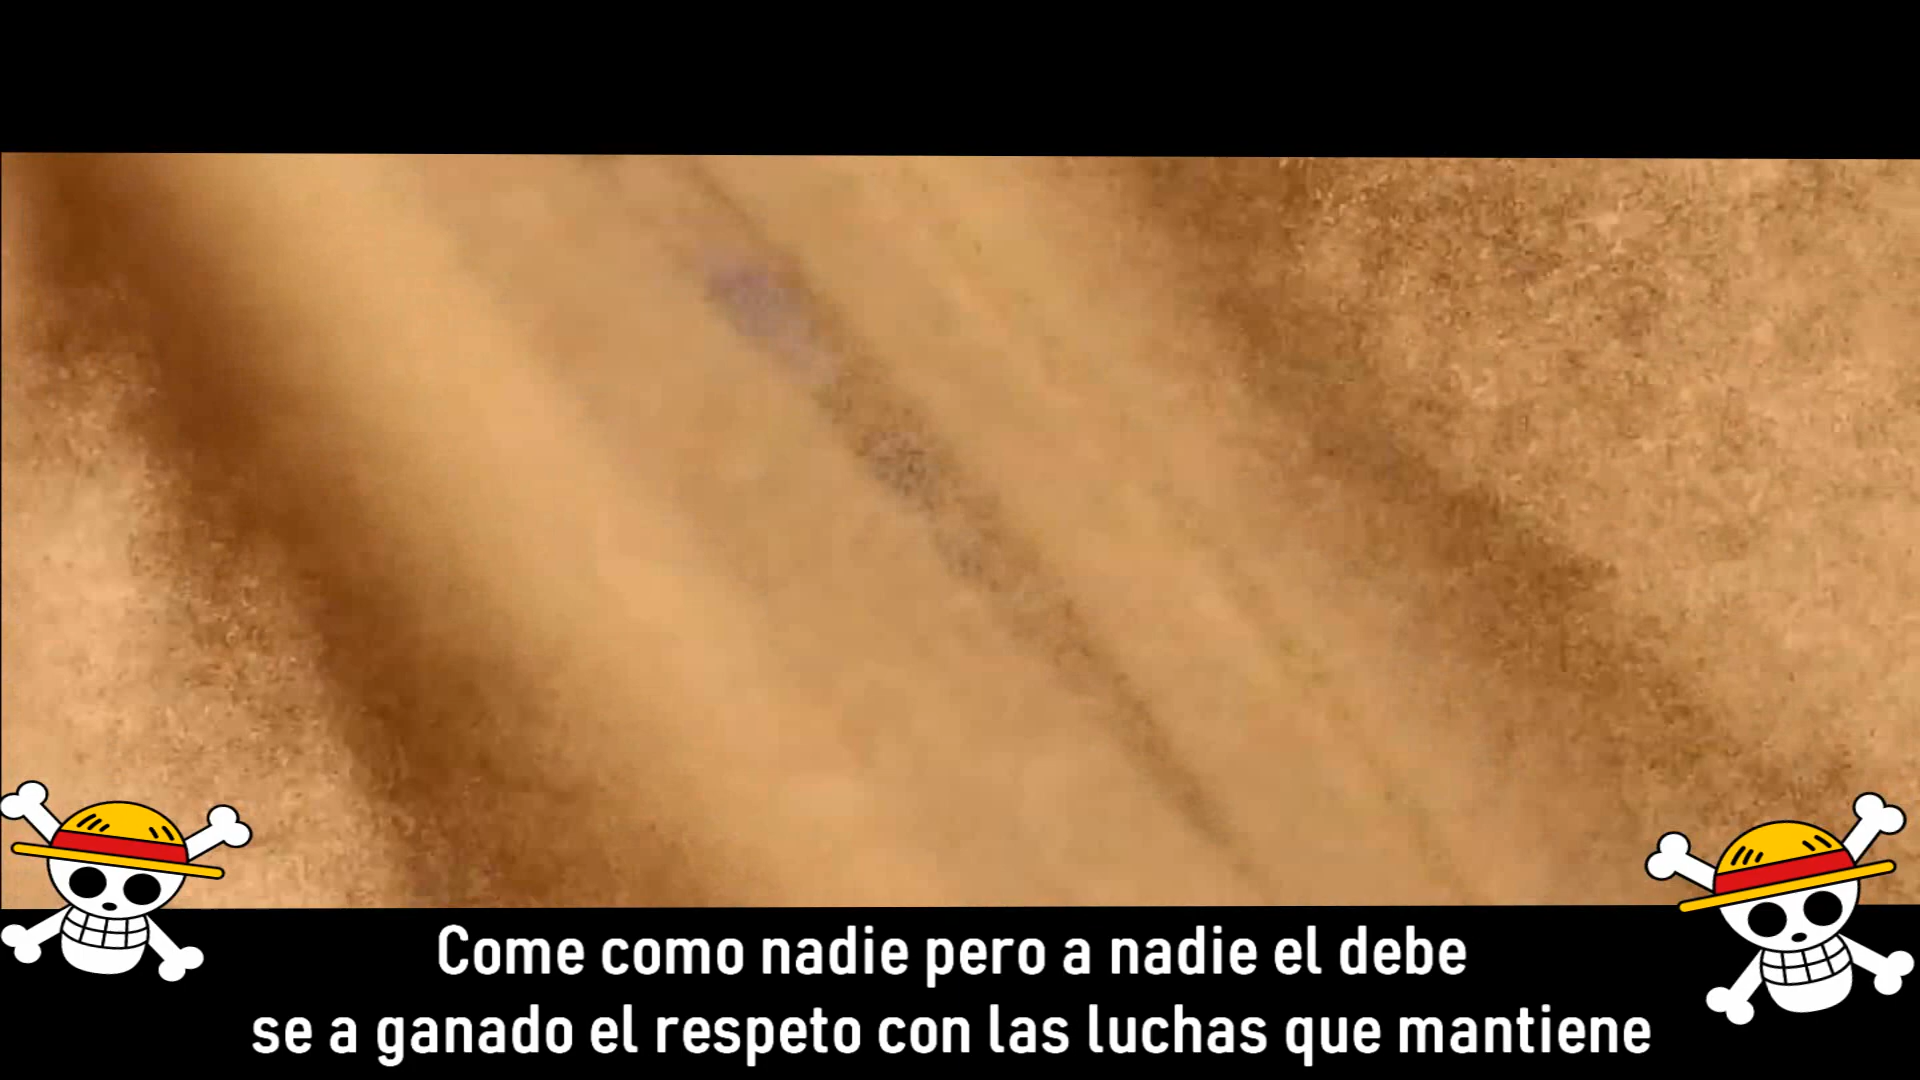 Come como nadie pero a nadie el debe
se a ganado el respeto con las luchas que mantiene